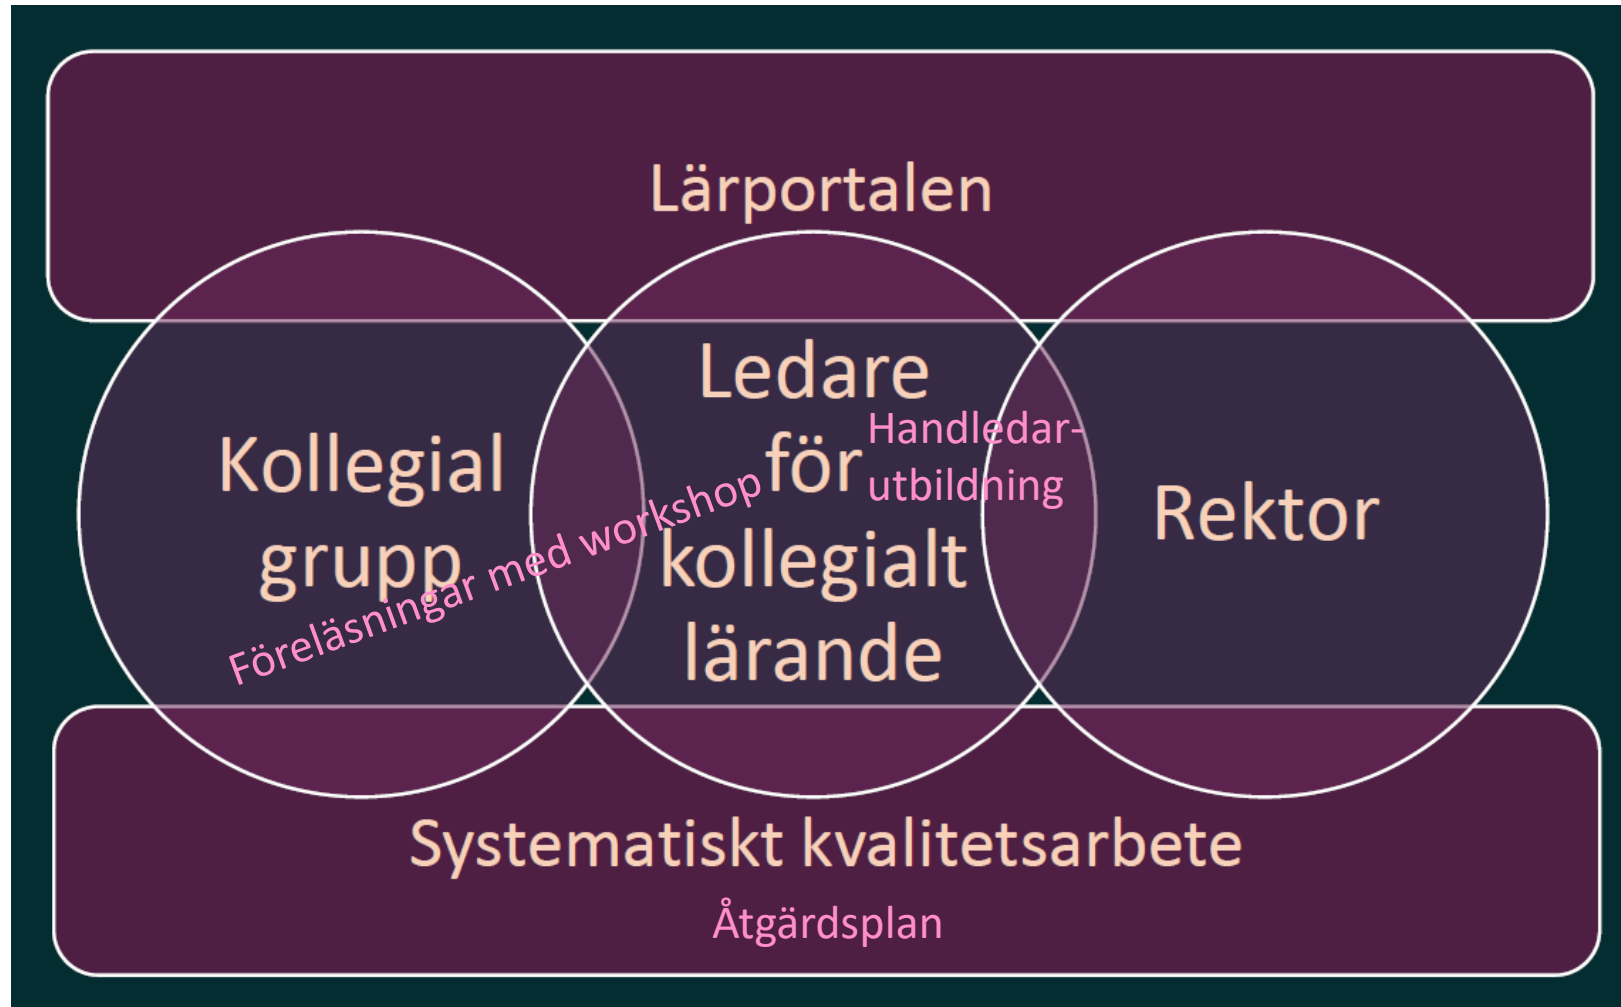 Lärportalen
Kollegial
grupp
Föreläsningar med workshop
Ledare
för
kollegialt
lärande
Handledar-
utbildning
Rektor
Systematiskt kvalitetsarbete
Åtgärdsplan